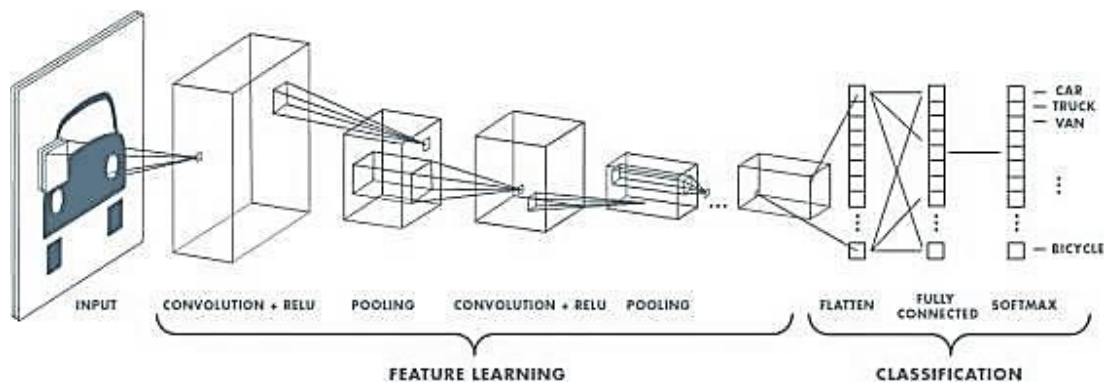 CAR
TRUCK
VAN
BICYCLE
INPUT
CONVOLUTION + RELU
POOLING
CONVOLUTION + RELU
POOLING
FLATTEN
FULLY
CONNECTED
SOFTMAX
FEATURE LEARNING
CLASSIFICATION